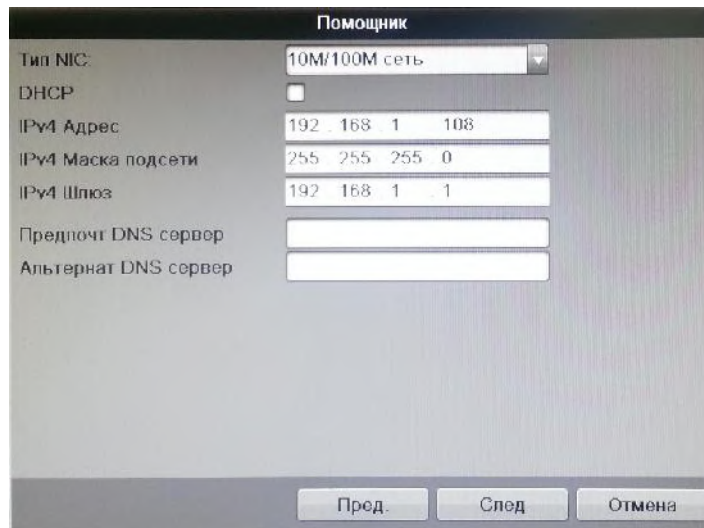 Помощник
Тип NIC: 10M/100M сеть
DHCP
IPv4 Адрес 192 . 168 . 1 108
IPv4 Маска подсети 255 255 255 0
IPv4 Шлюз 192 168 1 . 1
Предпочт DNS сервер
Альтернат DNS сервер
Пред. След Отмена